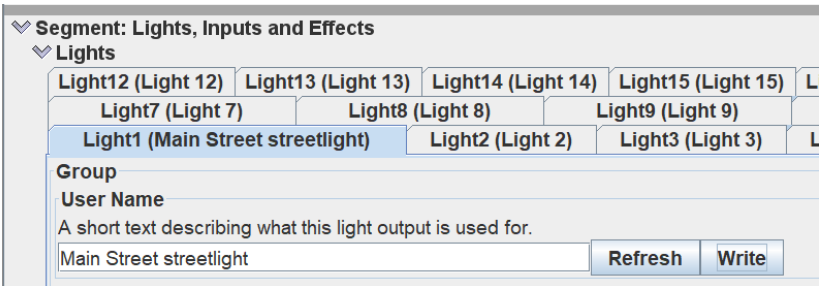 Segment: Lights, Inputs and Effects
Lights
Light12 (Light 12) Light13 (Light 13) Light14 (Light 14) Light15 (Light 15)
Light7 (Light 7) Light8 (Light 8) Light9 (Light 9)
Light1 (Main Street streetlight) Light2 (Light 2) Light3 (Light 3)
Group
User Name
A short text describing what this light output is used for.
Main Street streetlight Refresh Write